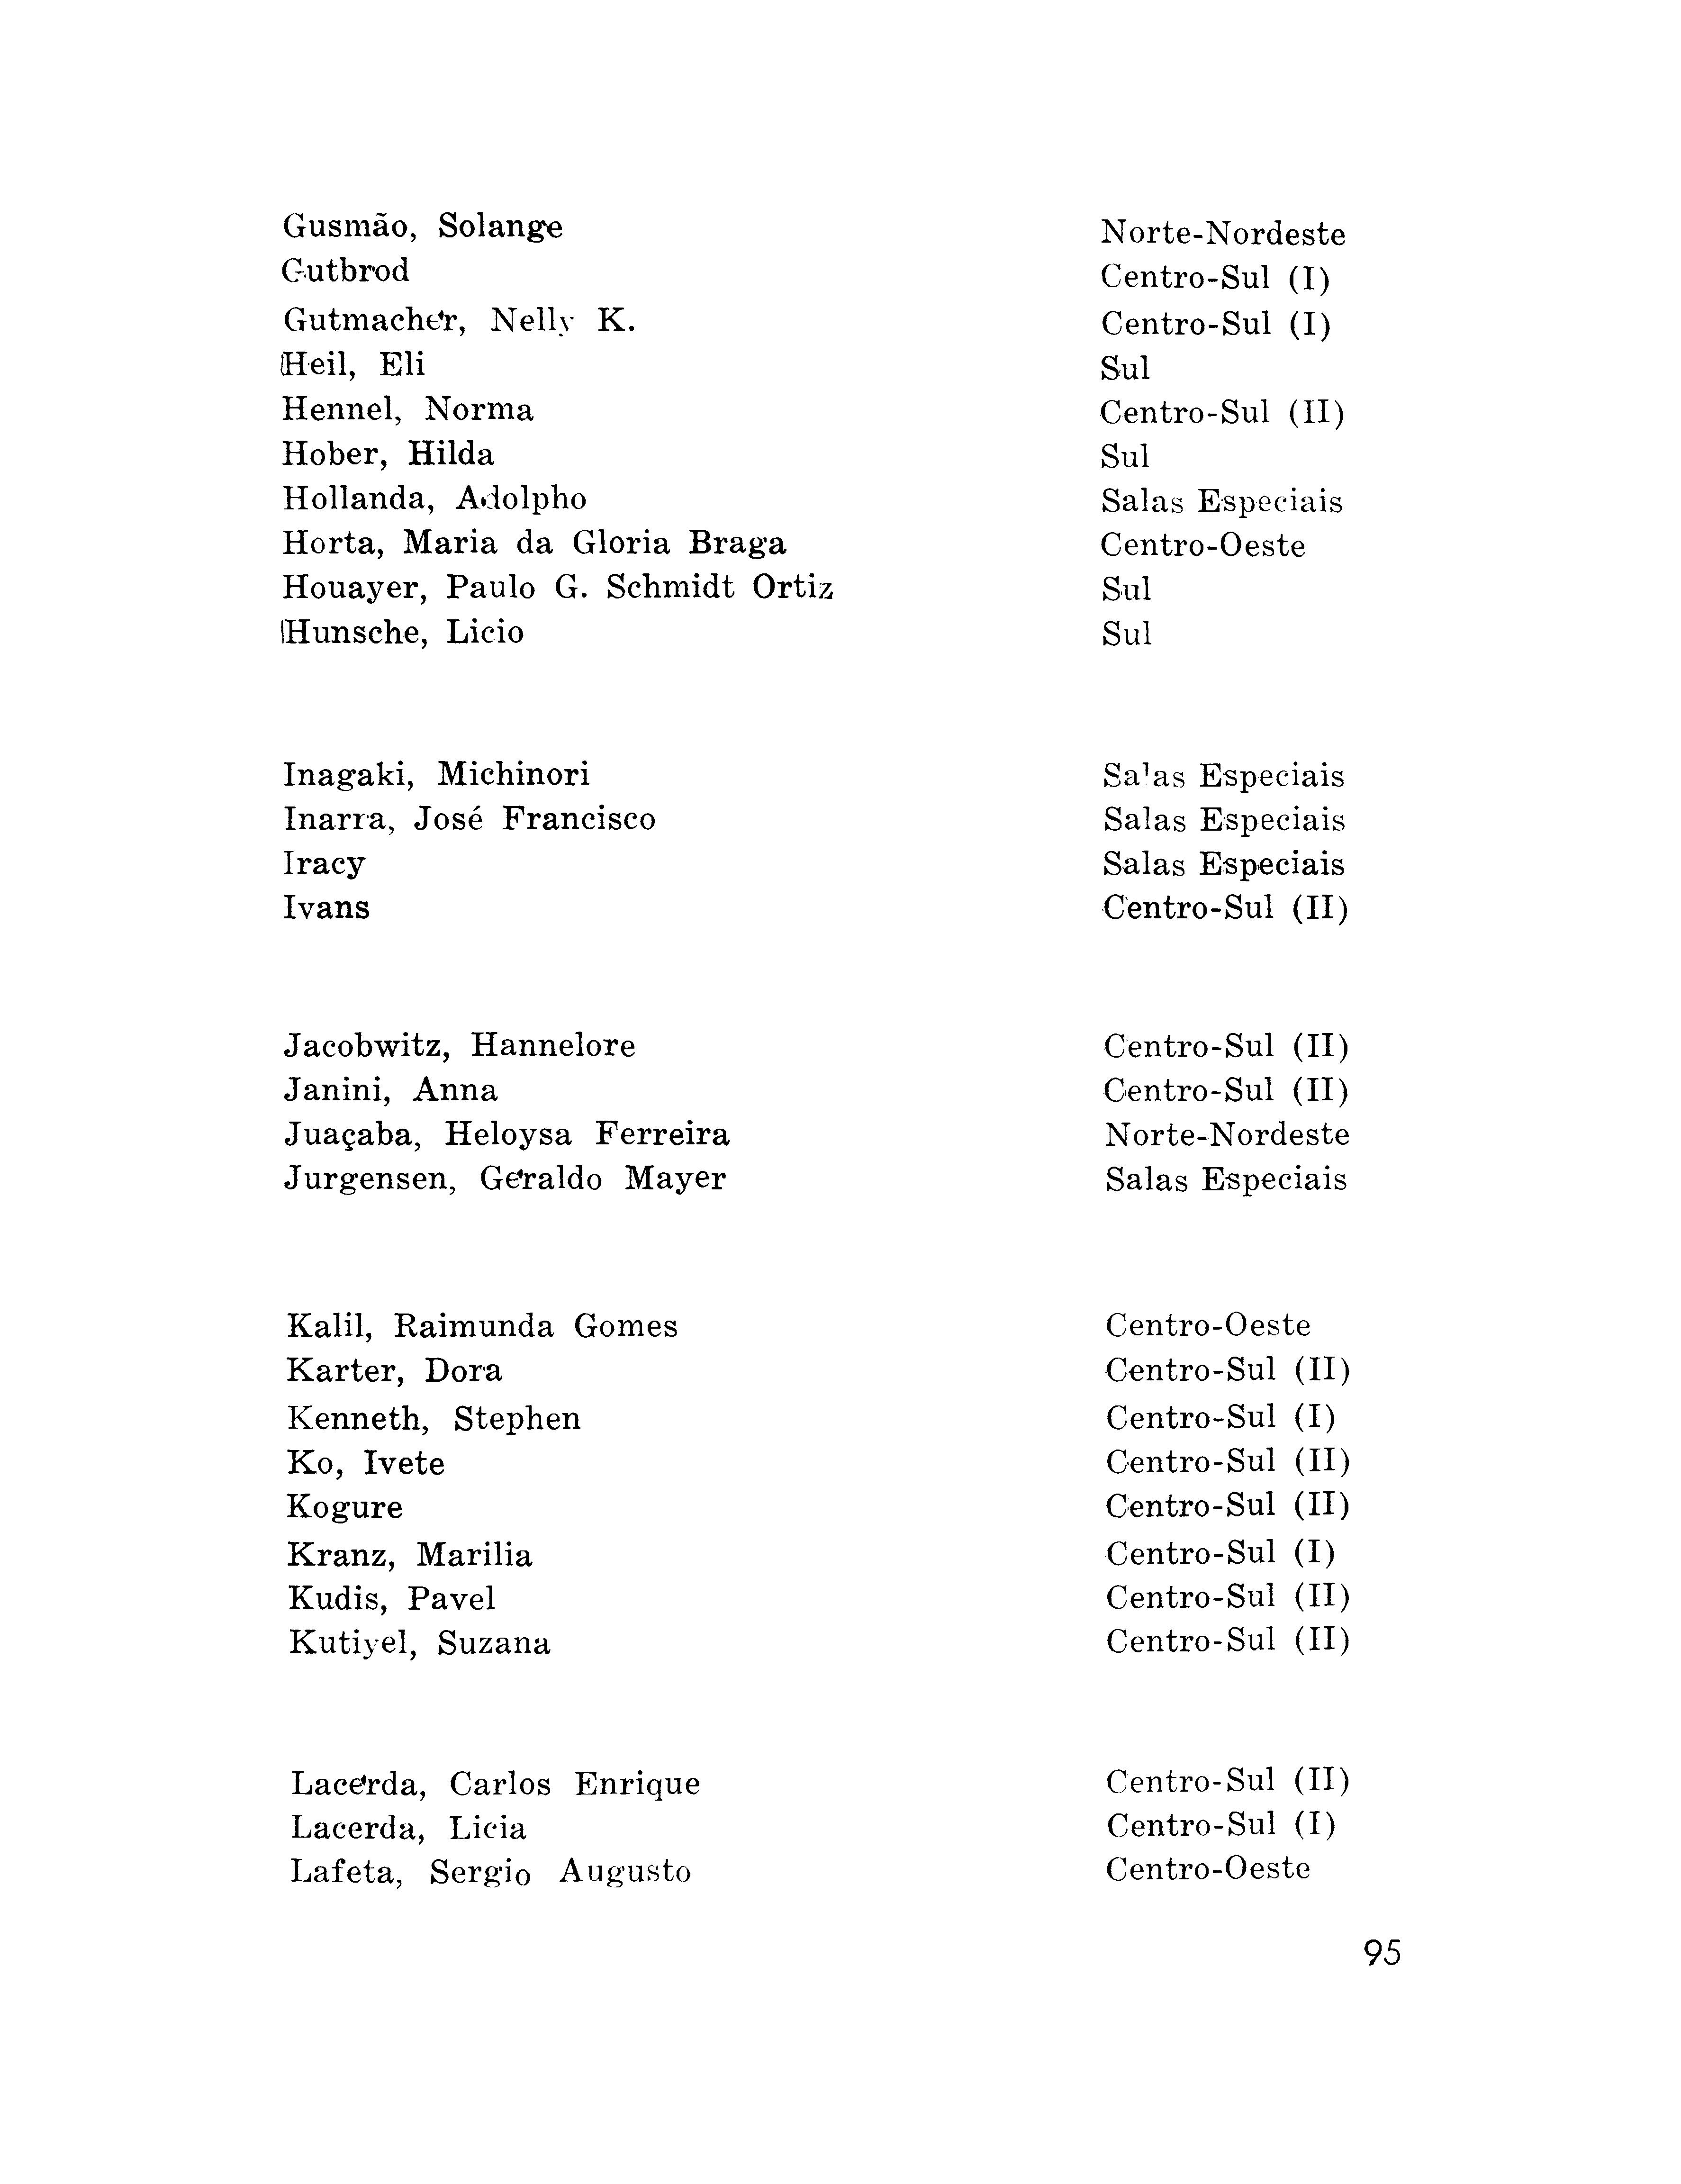 Gusmão, Solange Norte-Nordeste
Gutbrod Centro-Sul (I)
Gutmacher, Nelly K. Centro-Sul (I)
Heil, Eli Sul
Hennel, Norma Centro-Sul (II)
Hober, Hilda Sul
Hollanda, Adolpho Salas Especiais
Horta, Maria da Gloria Braga Centro-Oeste
Houayer, Paulo G. Schmidt Ortiz Sul
Hunsche, Licio Sul
Inagaki, Michinori Salas Especiais
Inarra, José Francisco Salas Especiais
Iracy Salas Especiais
Ivans Centro-Sul (II)
Jacobwitz, Hannelore Centro-Sul (II)
Janini, Anna Centro-Sul (II)
Juaçaba, Heloysa Ferreira Norte-Nordeste
Jurgensen, Geraldo Mayer Salas Especiais
Kalil, Raimunda Gomes Centro-Oeste
Karter, Dora Centro-Sul (II)
Kenneth, Stephen Centro-Sul (I)
Ko, Ivete Centro-Sul (II)
Kogure Centro-Sul (II)
Kranz, Marilia Centro-Sul (I)
Kudis, Pavel Centro-Sul (II)
Kutiyel, Suzana Centro-Sul (II)
Lacerda, Carlos Enrique Centro-Sul (II)
Lacerda, Licia Centro-Sul (I)
Lafeta, Sergio Augusto Centro-Oeste
95